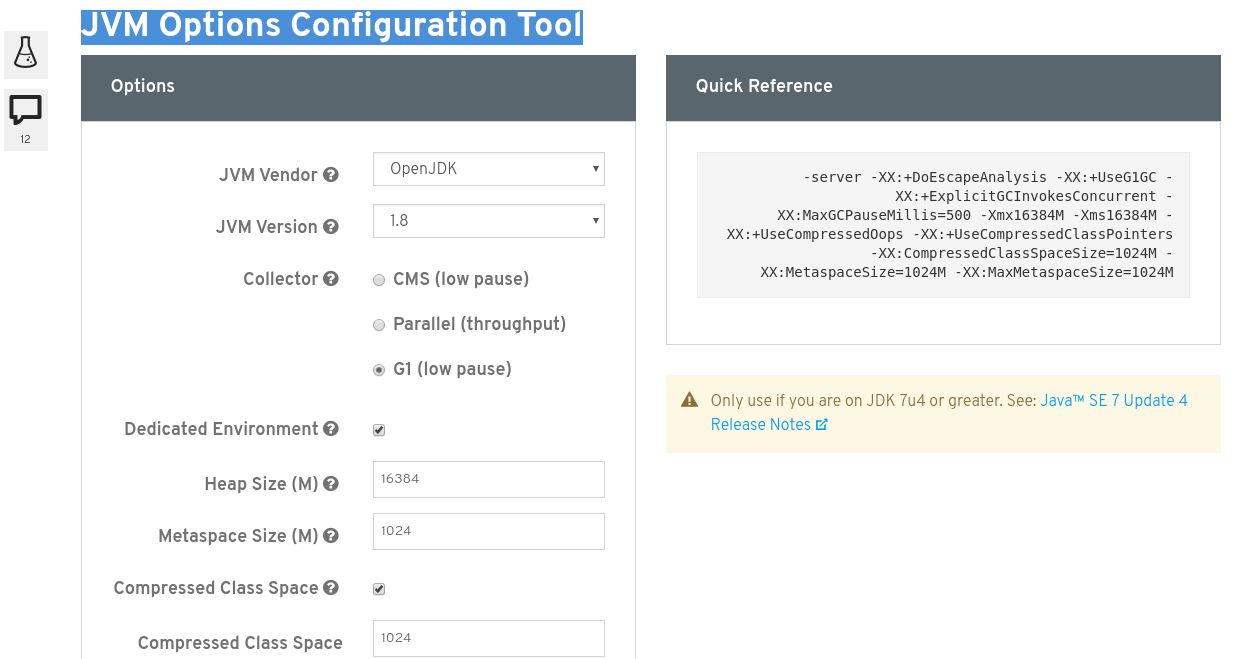 JVM Options Configuration Tool
12
Options
JVM Vendor
OpenJDK
JVM Version
1.8
Collector
CMS (low pause)
Parallel (throughput)
G1 (low pause)
Dedicated Environment
Heap Size (M)
16384
Metaspace Size (M)
1024
Compressed Class Space
Compressed Class Space
1024
Quick Reference
-server -XX:+DoEscapeAnalysis -XX:+UseG1GC -
XX:+ExplicitGCInvokesConcurrent -
XX:MaxGCPauseMillis=500 -Xmx16384M -Xms16384M -
XX:+UseCompressedOops -XX:+UseCompressedClassPointers
-XX:CompressedClassSpaceSize=1024M -
XX:MetaspaceSize=1024M -XX:MaxMetaspaceSize=1024M
Only use if you are on JDK 7u4 or greater. See: Java™ SE 7 Update 4
Release Notes